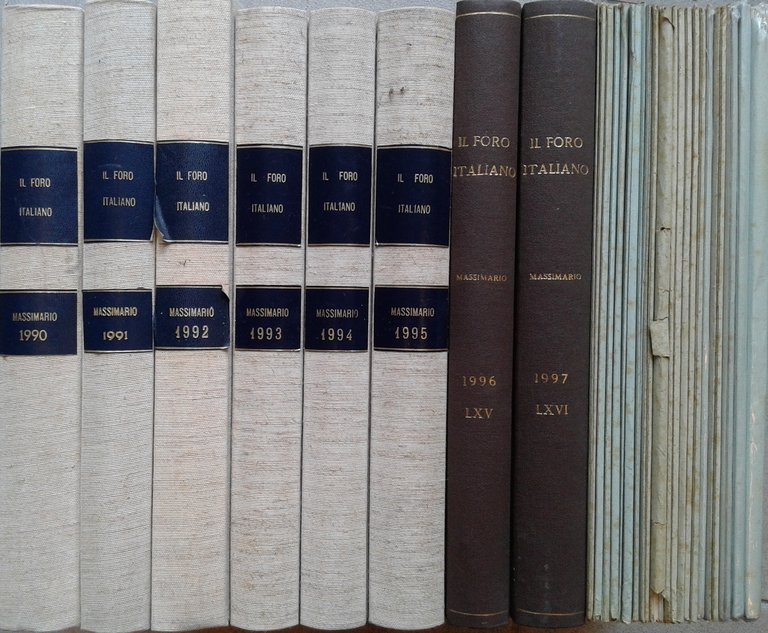 IL FORO
ITALIANO
MASSIMARIO
1990
IL FORO
ITALIANO
MASSIMARIO
1991
IL FORO
ITALIANO
MASSIMARIO
1992
IL FORO
ITALIANO
MASSIMARIO
1993
IL FORO
ITALIANO
MASSIMARIO
1994
IL FORO
ITALIANO
MASSIMARIO
1995
IL FORO
ITALIANO
MASSIMARIO
1996
LXV
IL FORO
ITALIANO
MASSIMARIO
1997
LXVI